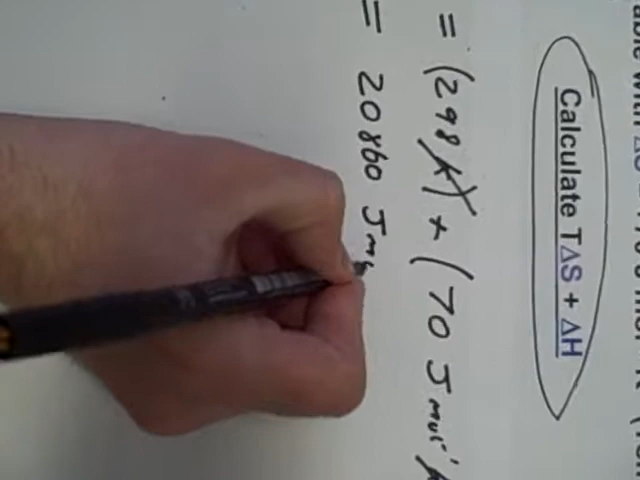 Calculate TΔS + ΔH
= (298 K) × (70 J mol⁻¹
= 20860 J m